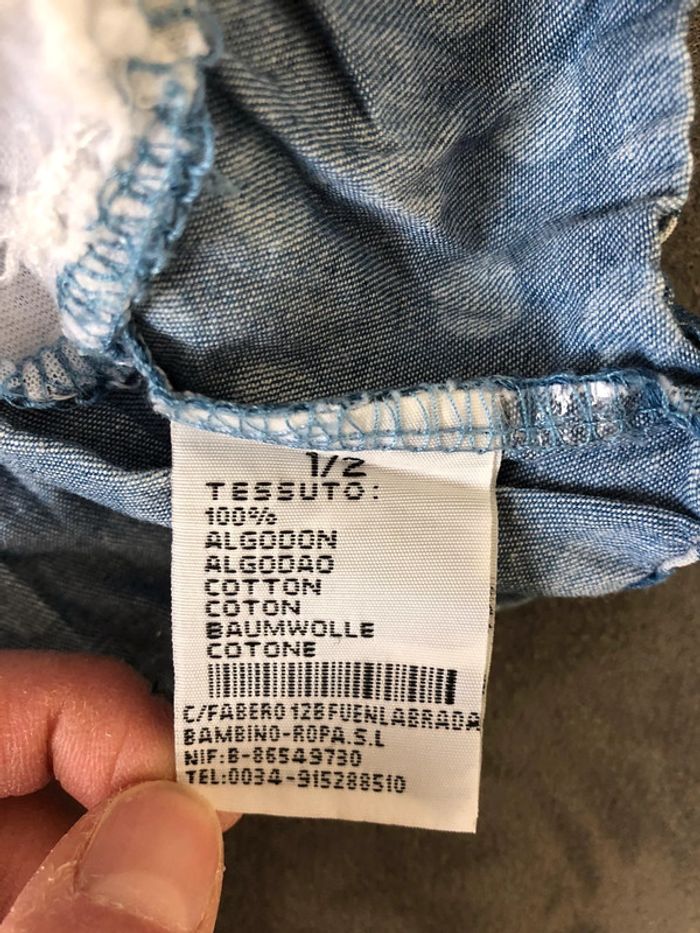 1/2
TESSUTO:
100%
ALGODON
ALGODAO
COTTON
COTON
BAUMWOLLE
COTONE
C/FABERO 12B FUENLABRADA
BAMBINO-ROPA.S.L
NIF:B-86549730
TEL:0034-915288510